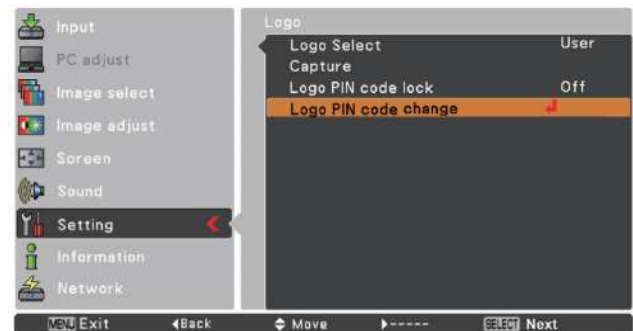 Input
PC adjust
Image select
Image adjust
Screen
Sound
Setting
Information
Network
Logo
Logo Select User
Capture
Logo PIN code lock Off
Logo PIN code change
MENU Exit ◀Back Move ▶----- SELECT Next